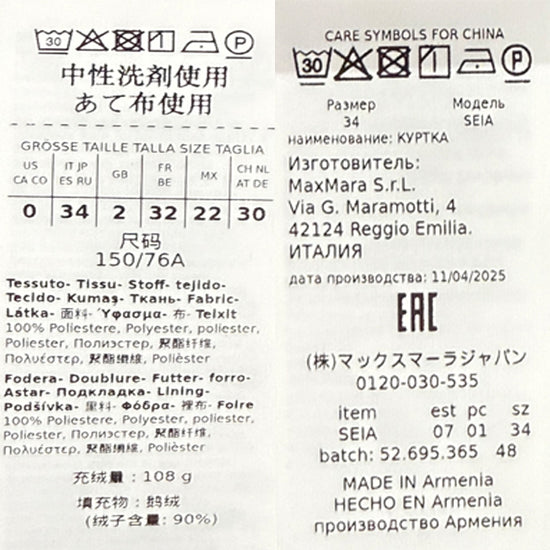 30 P
中性洗剤使用
あて布使用
GRÖSSE TAILLE TALLA SIZE TAGLIA
US CA CO
IT JP ES RU
GB
FR BE
MX
CH NL AT DE
0 34 2 32 22 30
尺码
150/76A
Tessuto- Tissu- Stoff- tejido-
Tecido- Kumaş- Ткань- Fabric-
Látka- 面料- Ύφασμα- 布- Teixit
100% Poliestere, Polyester, poliester,
Poliester, Полиэстер, 聚酯纤维,
Πολυέστερ, 聚酯纖維, Polièster
Fodera- Doublure- Futter- forro-
Astar- Подкладка- Lining-
Podšívka- 里料- Φόδρα- 裡布- Folre
100% Poliestere, Polyester, poliester,
Poliester, Полиэстер, 聚酯纤维,
Πολυέστερ, 聚酯纖維, Polièster
充绒量: 108 g
填充物: 鹅绒
(绒子含量: 90%)
CARE SYMBOLS FOR CHINA
30 P
Размер Модель
34 SEIA
наименование: КУРТКА
Изготовитель:
MaxMara S.r.L.
Via G. Maramotti, 4
42124 Reggio Emilia.
ИТАЛИЯ
дата производства: 11/04/2025
EAC
(株)マックスマーラジャパン
0120-030-535
item est pc sz
SEIA 07 01 34
batch: 52.695.365 48
MADE IN Armenia
HECHO EN Armenia
производство Армения